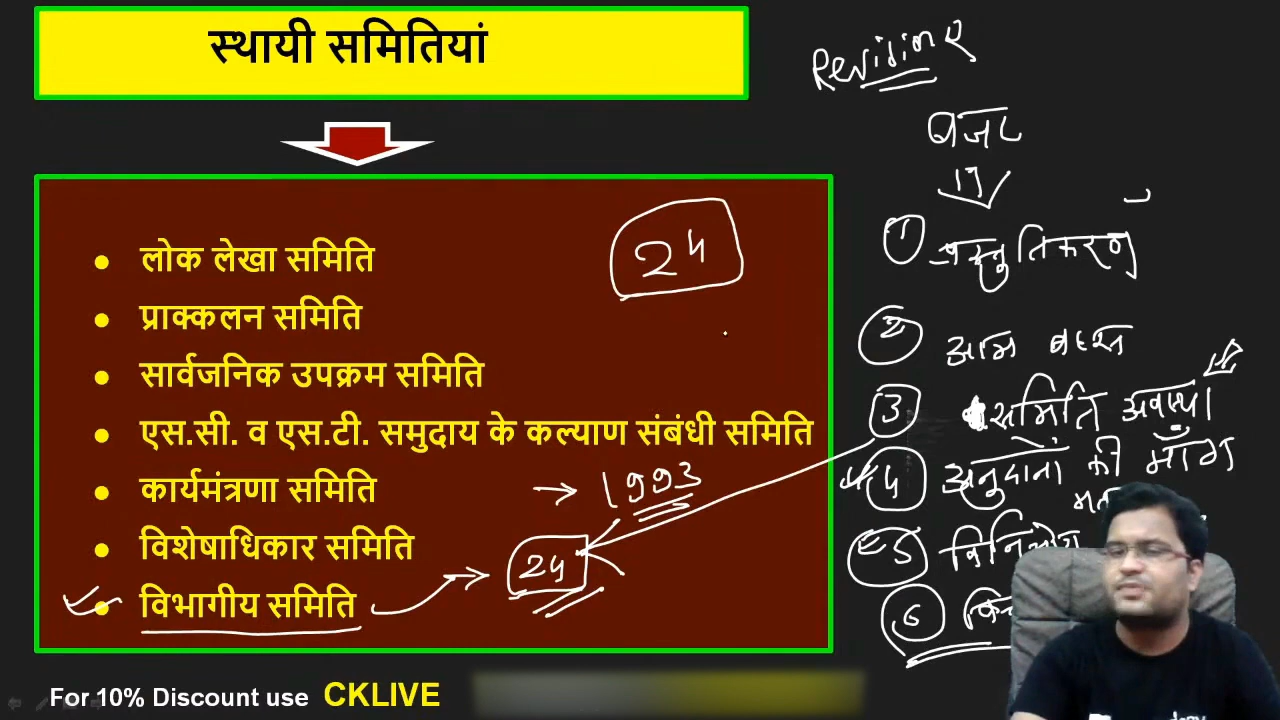 स्थायी समितियां
लोक लेखा समिति
प्राक्कलन समिति
सार्वजनिक उपक्रम समिति
एस.सी. व एस.टी. समुदाय के कल्याण संबंधी समिति
कार्यमंत्रणा समिति
विशेषाधिकार समिति
विभागीय समिति
24
→ 1993
24
Revision
बजट
① प्रस्तुतिकरण
② आम बहस
3 समिति अवस्था
4 अनुदानों की माँग
5
6
For 10% Discount use CKLIVE